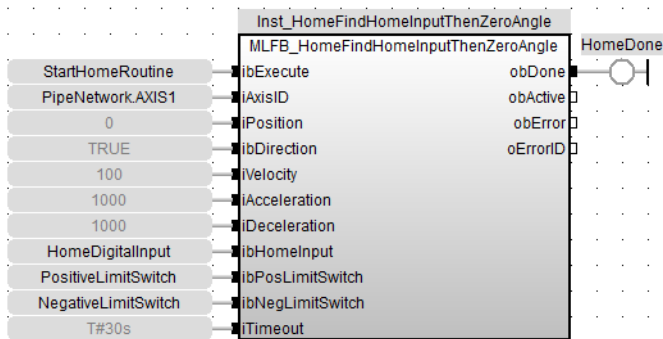 Inst_HomeFindHomeInputThenZeroAngle
MLFB_HomeFindHomeInputThenZeroAngle HomeDone
StartHomeRoutine ibExecute obDone
PipeNetwork.AXIS1 iAxisID obActive
0 iPosition obError
TRUE ibDirection oErrorID
100 iVelocity
1000 iAcceleration
1000 iDeceleration
HomeDigitalInput ibHomeInput
PositiveLimitSwitch ibPosLimitSwitch
NegativeLimitSwitch ibNegLimitSwitch
T#30s iTimeout